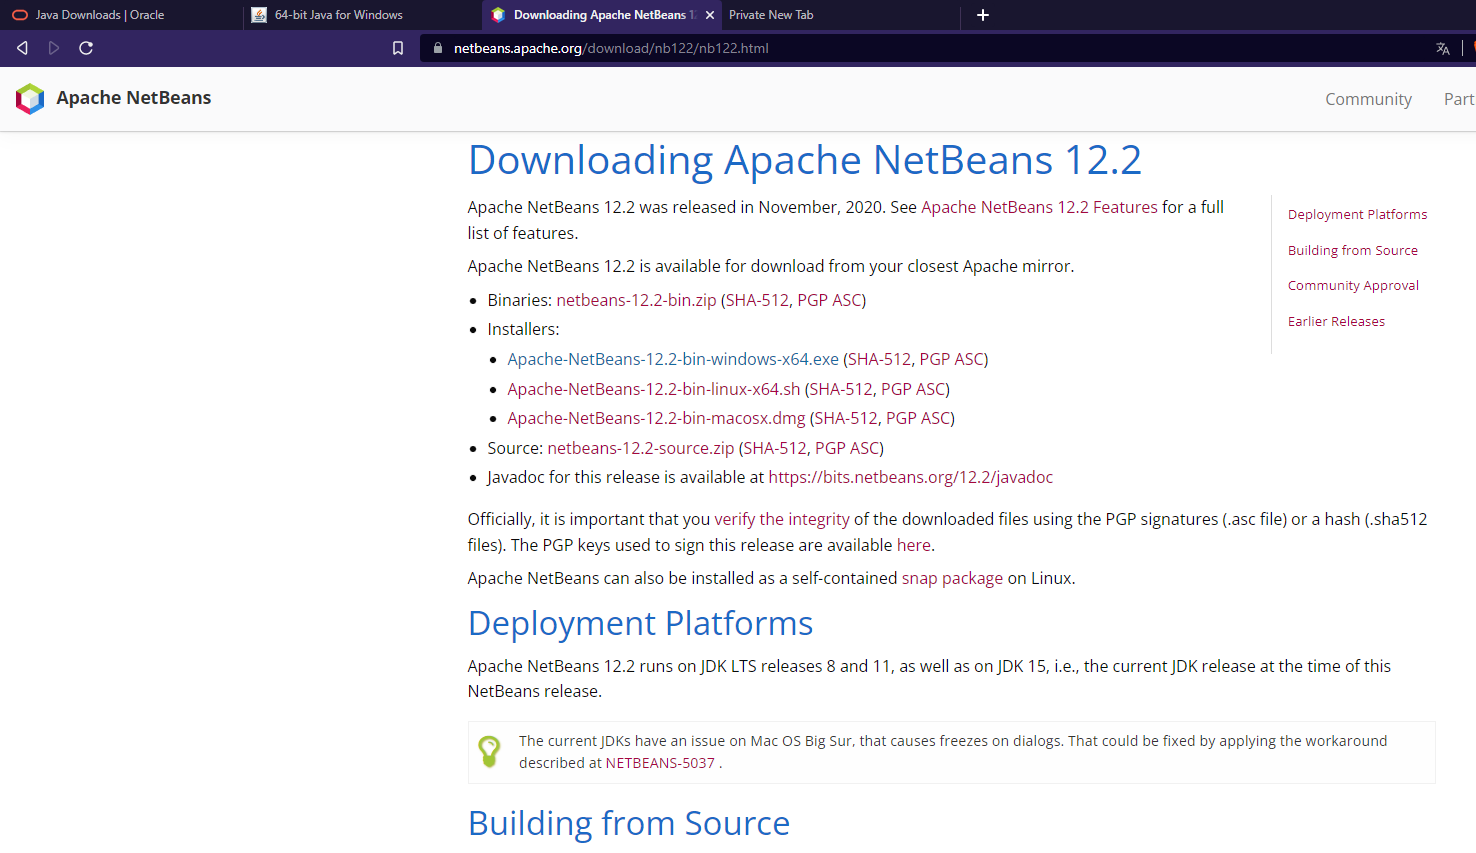 Java Downloads | Oracle
64-bit Java for Windows
Downloading Apache NetBeans 12
Private New Tab
netbeans.apache.org/download/nb122/nb122.html
Apache NetBeans
Community
Part
Downloading Apache NetBeans 12.2
Apache NetBeans 12.2 was released in November, 2020. See Apache NetBeans 12.2 Features for a full
list of features.
Apache NetBeans 12.2 is available for download from your closest Apache mirror.
• Binaries: netbeans-12.2-bin.zip (SHA-512, PGP ASC)
• Installers:
• Apache-NetBeans-12.2-bin-windows-x64.exe (SHA-512, PGP ASC)
• Apache-NetBeans-12.2-bin-linux-x64.sh (SHA-512, PGP ASC)
• Apache-NetBeans-12.2-bin-macosx.dmg (SHA-512, PGP ASC)
• Source: netbeans-12.2-source.zip (SHA-512, PGP ASC)
• Javadoc for this release is available at https://bits.netbeans.org/12.2/javadoc
Deployment Platforms
Building from Source
Community Approval
Earlier Releases
Officially, it is important that you verify the integrity of the downloaded files using the PGP signatures (.asc file) or a hash (.sha512
files). The PGP keys used to sign this release are available here.
Apache NetBeans can also be installed as a self-contained snap package on Linux.
Deployment Platforms
Apache NetBeans 12.2 runs on JDK LTS releases 8 and 11, as well as on JDK 15, i.e., the current JDK release at the time of this
NetBeans release.
The current JDKs have an issue on Mac OS Big Sur, that causes freezes on dialogs. That could be fixed by applying the workaround
described at NETBEANS-5037 .
Building from Source